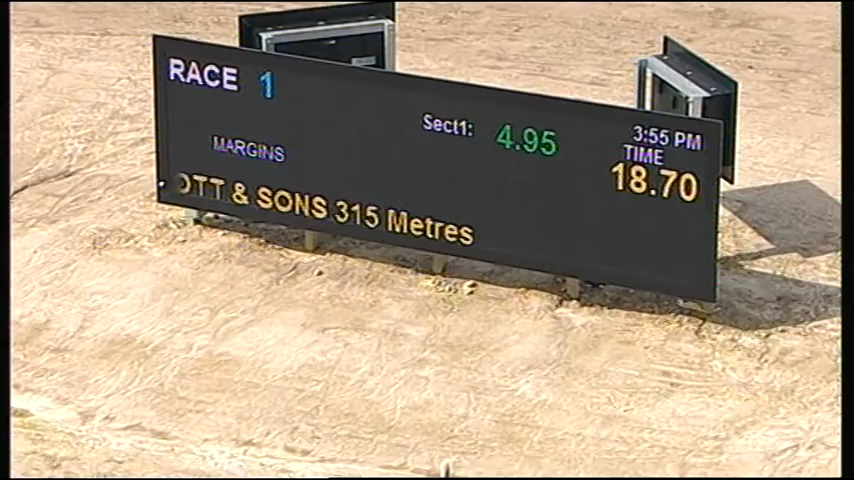 RACE 1
Sect1: 4.95
3:55 PM
MARGINS
TIME
18.70
OTT & SONS 315 Metres